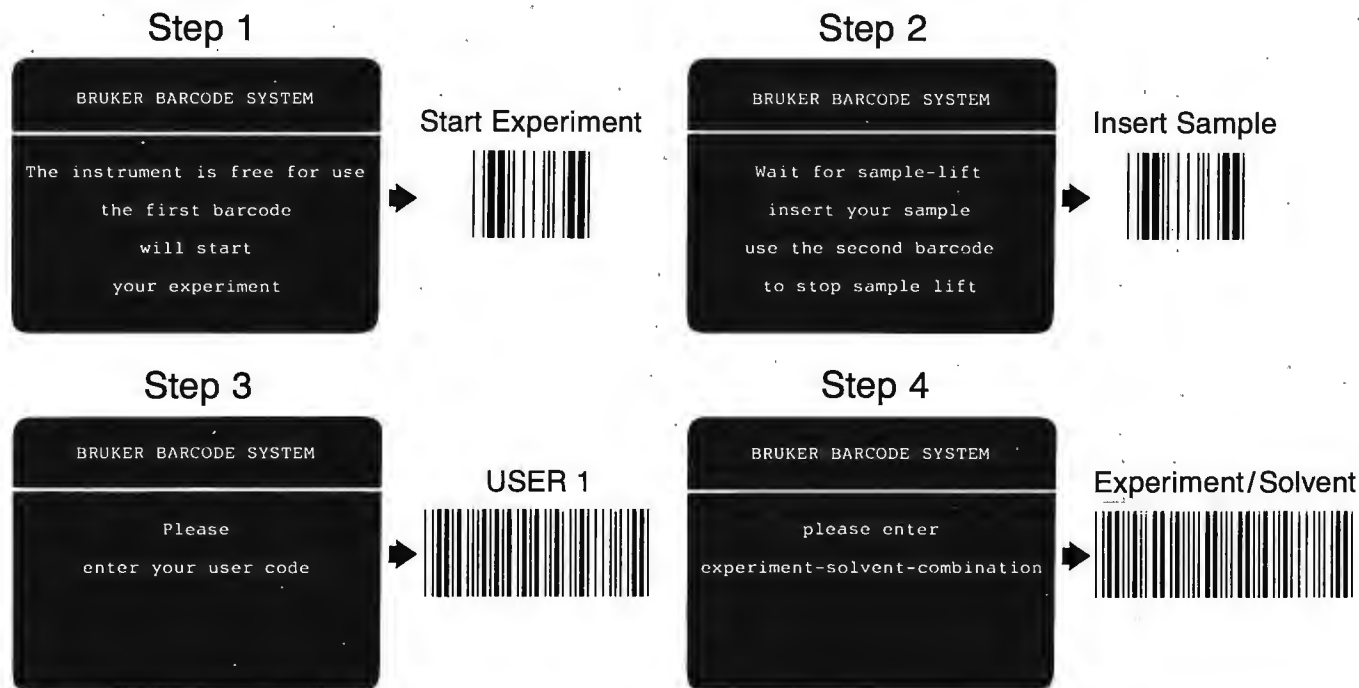 Step 1
BRUKER BARCODE SYSTEM
The instrument is free for use
the first barcode
will start
your experiment
Start Experiment
Step 2
BRUKER BARCODE SYSTEM
Wait for sample-lift
insert your sample
use the second barcode
to stop sample lift
Insert Sample
Step 3
BRUKER BARCODE SYSTEM
Please
enter your user code
USER 1
Step 4
BRUKER BARCODE SYSTEM
please enter
experiment-solvent-combination
Experiment/Solvent